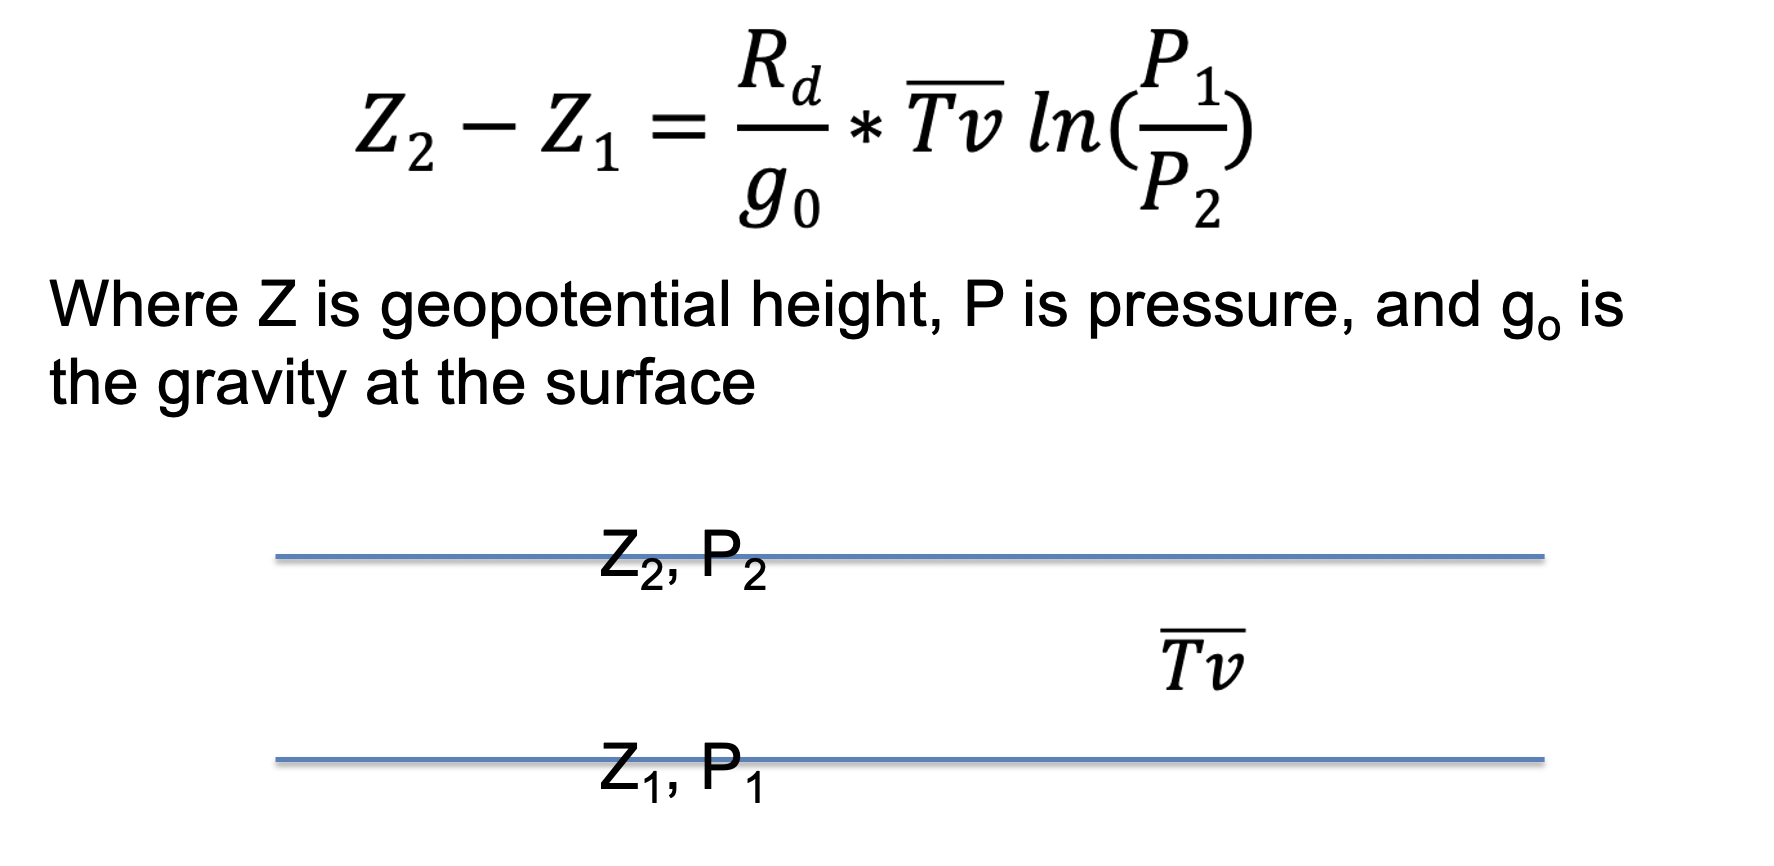 Z₂ − Z₁ = R_d/g₀ * T̅v̅ ln(P₁/P₂)
Where Z is geopotential height, P is pressure, and gₒ is
the gravity at the surface
Z₂, P₂
T̅v̅
Z₁, P₁